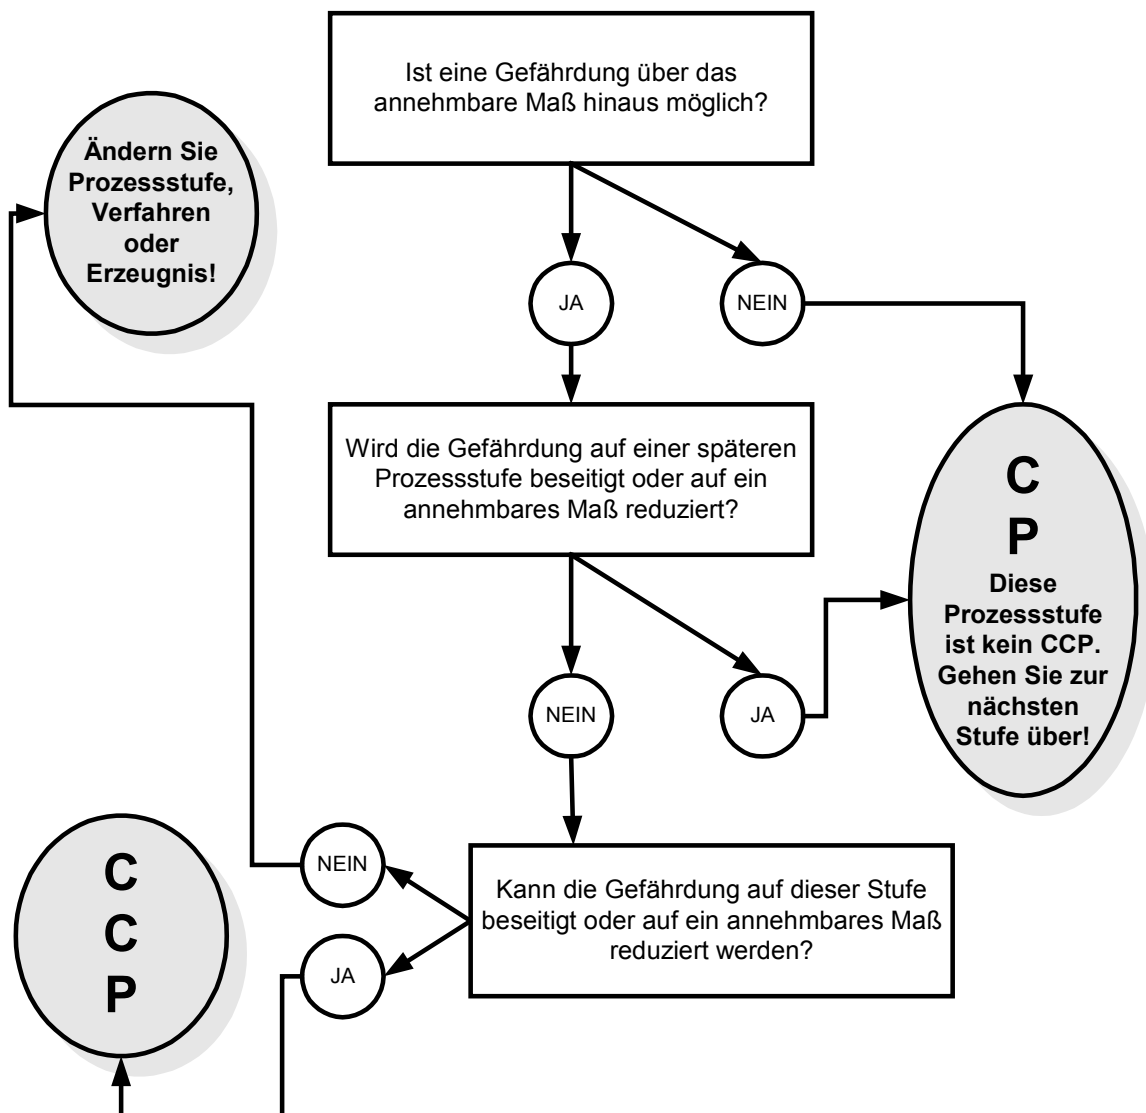 Ist eine Gefährdung über das
annehmbare Maß hinaus möglich?
Ändern Sie
Prozessstufe,
Verfahren
oder
Erzeugnis!
JA
NEIN
Wird die Gefährdung auf einer späteren
Prozessstufe beseitigt oder auf ein
annehmbares Maß reduziert?
C
P
Diese
Prozessstufe
ist kein CCP.
Gehen Sie zur
nächsten
Stufe über!
NEIN
JA
NEIN
JA
Kann die Gefährdung auf dieser Stufe
beseitigt oder auf ein annehmbares Maß
reduziert werden?
C
C
P